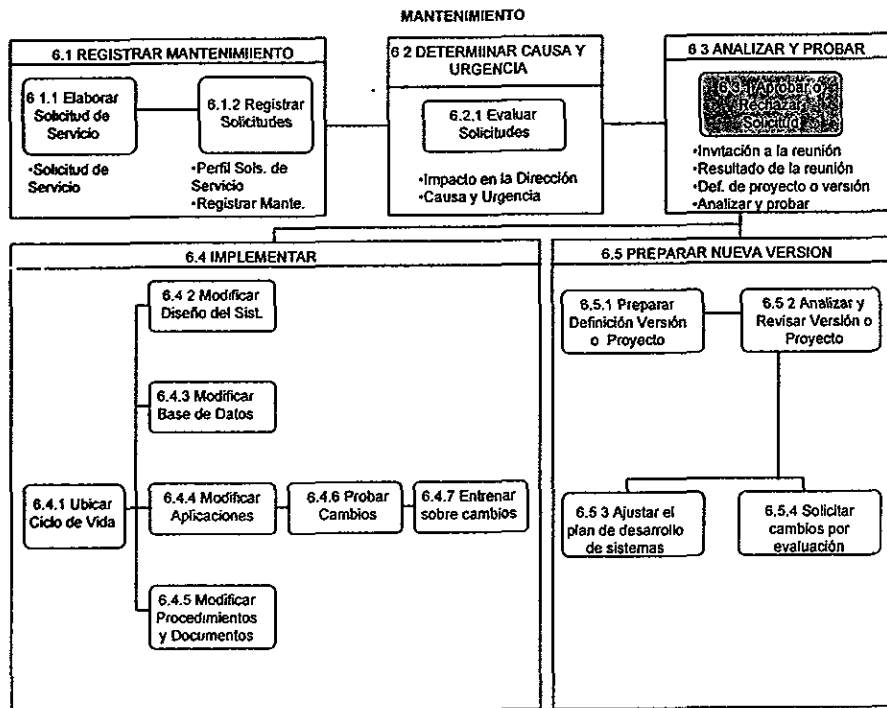 MANTENIMIENTO
6.1 REGISTRAR MANTENIMIIENTO
6.1.1 Elaborar
Solicitud de
Servicio
6.1.2 Registrar
Solicitudes
•Solicitud de
Servicio
•Perfil Sols. de
Servicio
•Registrar Mante.
6 2 DETERMIINAR CAUSA Y
URGENCIA
6.2.1 Evaluar
Solicitudes
•Impacto en la Dirección
•Causa y Urgencia
6 3 ANALIZAR Y PROBAR
6.3.1 Aprobar o
Rechazar
Solicitud
•Invitación a la reunión
•Resultado de la reunión
•Def. de proyecto o versión
•Analizar y probar
6.4 IMPLEMENTAR
6.4 2 Modificar
Diseño del Sist.
6.4.3 Modificar
Base de Datos
6.4.1 Ubicar
Ciclo de Vida
6.4.4 Modificar
Aplicaciones
6.4.6 Probar
Cambios
6.4.7 Entrenar
sobre cambios
6.4.5 Modificar
Procedimientos
y Documentos
6.5 PREPARAR NUEVA VERSION
6.5.1 Preparar
Definición Versión
o Proyecto
6.5 2 Analizar y
Revisar Versión o
Proyecto
6.5 3 Ajustar el
plan de desarrollo
de sistemas
6.5.4 Solicitar
cambios por
evaluación